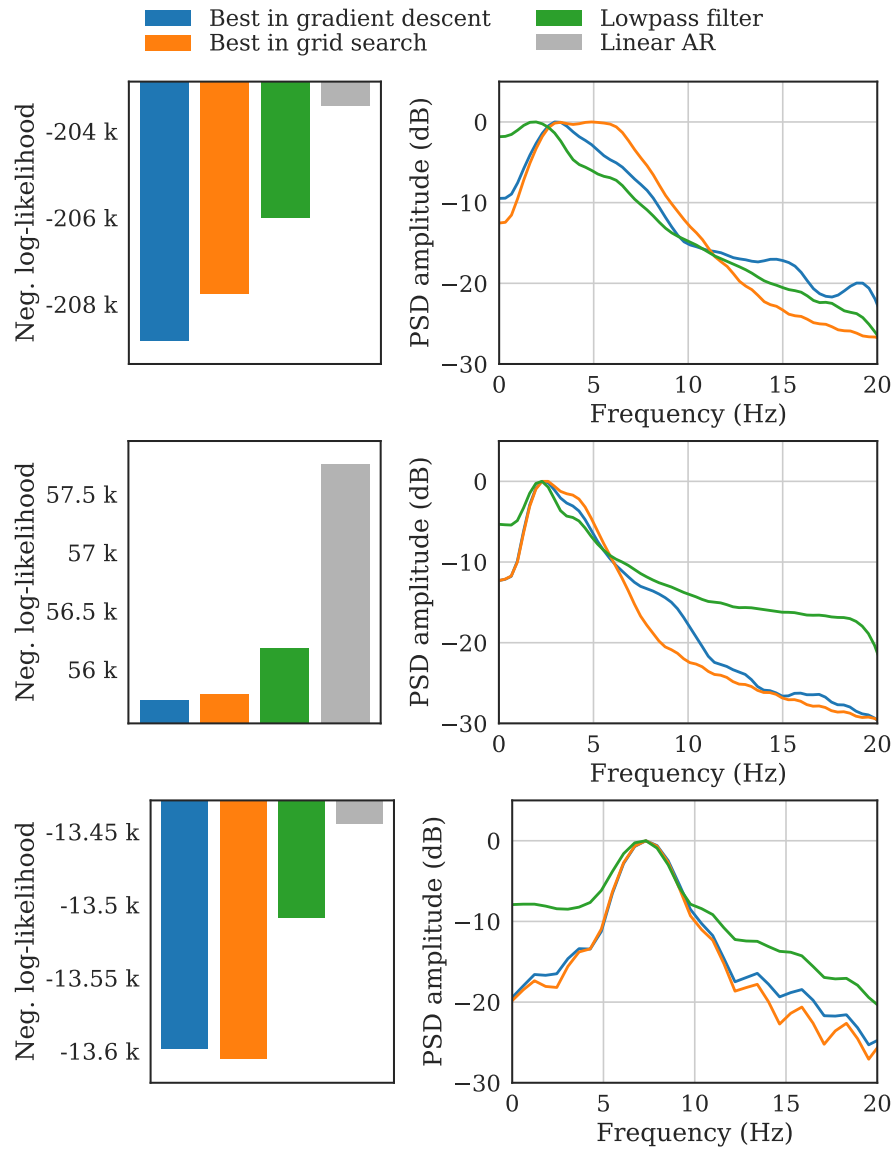 Best in gradient descent
Best in grid search
Lowpass filter
Linear AR
Neg. log-likelihood
-204 k
-206 k
-208 k
PSD amplitude (dB)
0
−10
−20
−30
0 5 10 15 20
Frequency (Hz)
Neg. log-likelihood
57.5 k
57 k
56.5 k
56 k
PSD amplitude (dB)
0
−10
−20
−30
0 5 10 15 20
Frequency (Hz)
Neg. log-likelihood
-13.45 k
-13.5 k
-13.55 k
-13.6 k
PSD amplitude (dB)
0
−10
−20
−30
0 5 10 15 20
Frequency (Hz)